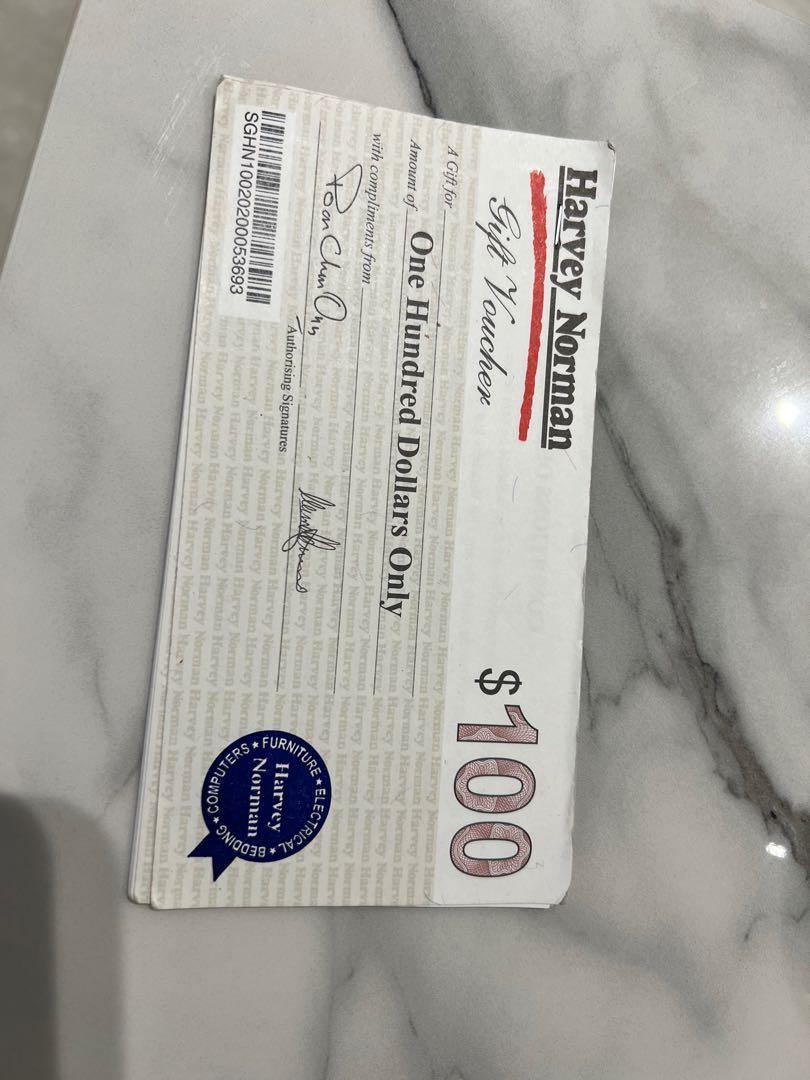 Harvey Norman
Gift Voucher
$100
A Gift for
Amount of One Hundred Dollars Only
with compliments from
Authorising Signatures
SGHN10020200053693
Harvey
Norman
FURNITURE ★ ELECTRICAL ★ BEDDING ★ COMPUTERS ★